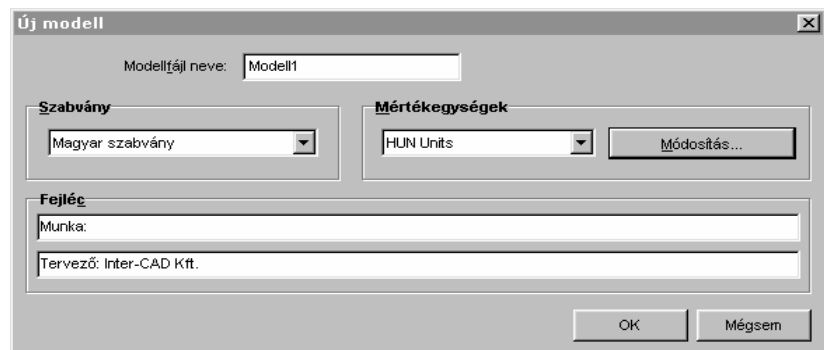 Új modell
Modellfájl neve: Modell1
Szabvány
Mértékegységek
Magyar szabvány
HUN Units
Módosítás...
Fejléc
Munka:
Tervező: Inter-CAD Kft.
OK
Mégsem